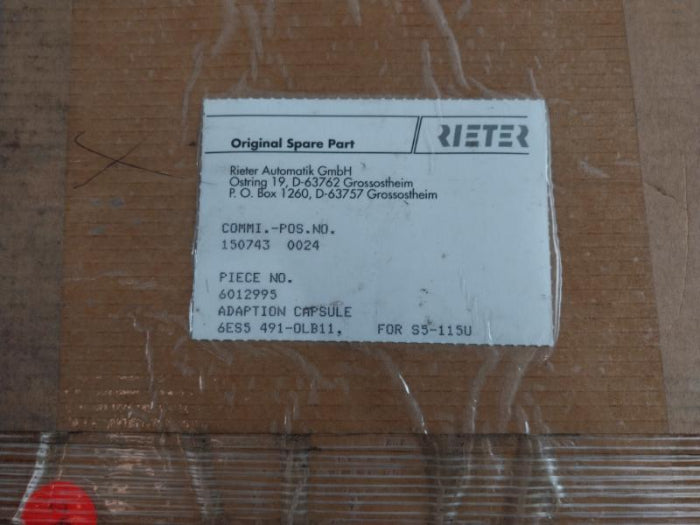 Original Spare Part
RIETER
Rieter Automatik GmbH
Ostring 19, D-63762 Grossostheim
P. O. Box 1260, D-63757 Grossostheim
COMMI.-POS.NO.
150743 0024
PIECE NO.
6012995
ADAPTION CAPSULE
6ES5 491-0LB11, FOR S5-115U